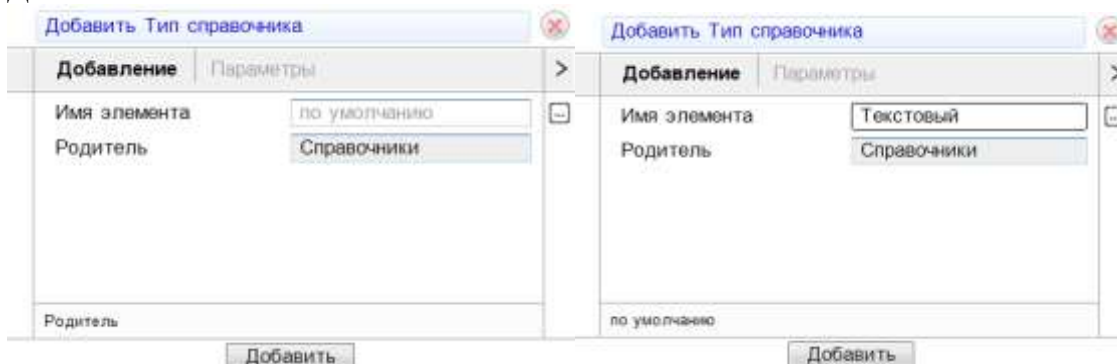 Добавить Тип справочника
Добавление Параметры >
Имя элемента по умолчанию ...
Родитель Справочники
Родитель
Добавить
Добавить Тип справочника
Добавление Параметры >
Имя элемента Текстовый ...
Родитель Справочники
по умолчанию
Добавить